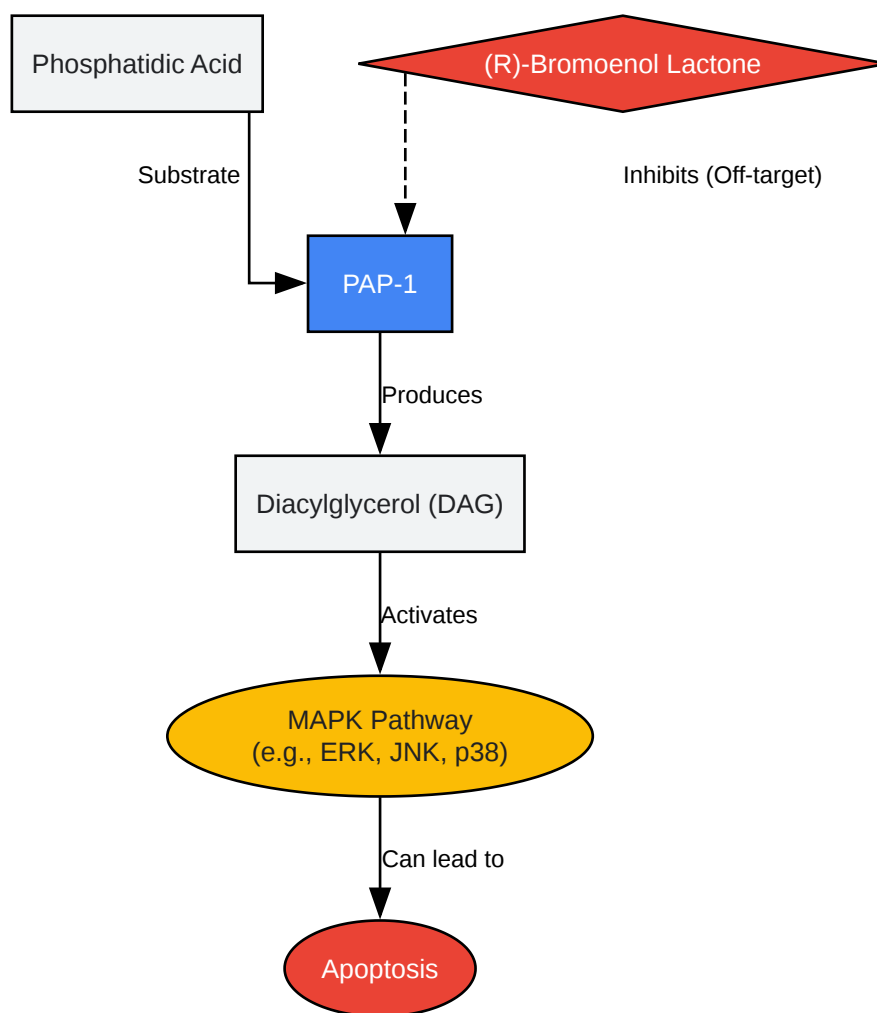 Phosphatidic Acid
(R)-Bromoenol Lactone
Substrate
Inhibits (Off-target)
PAP-1
Produces
Diacylglycerol (DAG)
Activates
MAPK Pathway
(e.g., ERK, JNK, p38)
Can lead to
Apoptosis